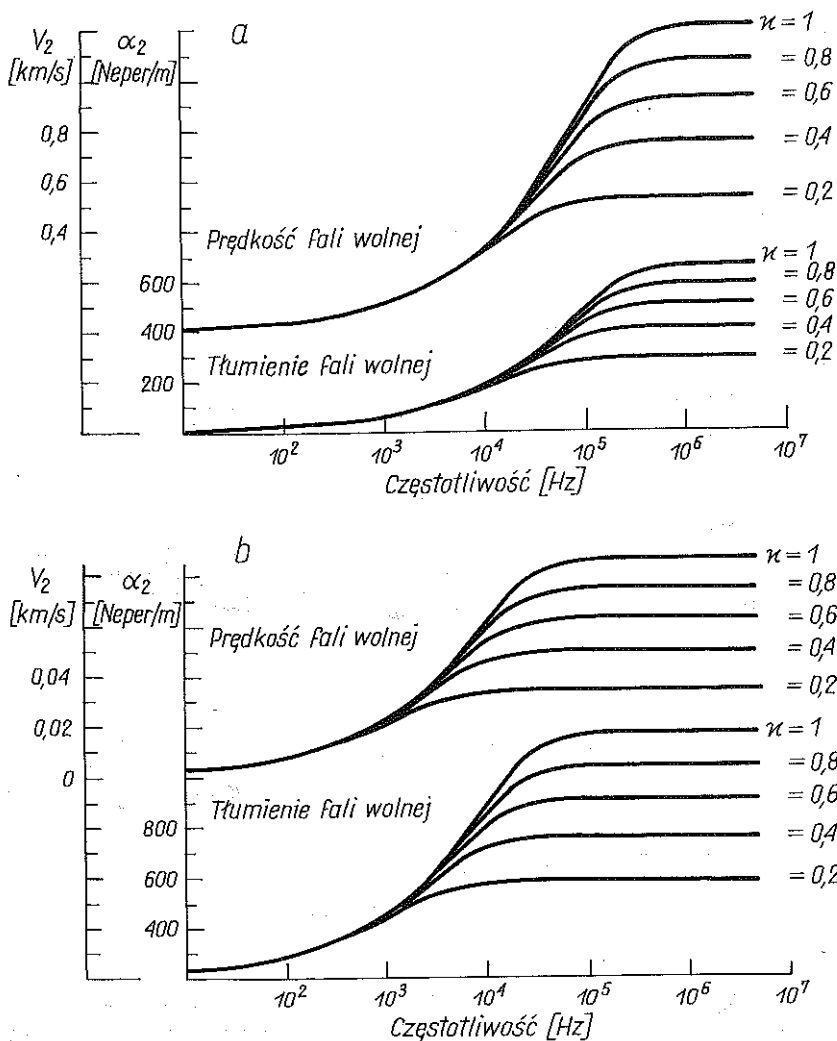 a
V₂
[km/s]
α₂
[Neper/m]
0,8
0,6
0,4
600
400
200
Prędkość fali wolnej
Tłumienie fali wolnej
ϰ = 1
= 0,8
= 0,6
= 0,4
= 0,2
ϰ = 1
= 0,8
= 0,6
= 0,4
= 0,2
10² 10³ 10⁴ 10⁵ 10⁶ 10⁷
Częstotliwość [Hz]
b
V₂
[km/s]
α₂
[Neper/m]
0,04
0,02
0
800
600
400
Prędkość fali wolnej
Tłumienie fali wolnej
ϰ = 1
= 0,8
= 0,6
= 0,4
= 0,2
ϰ = 1
= 0,8
= 0,6
= 0,4
= 0,2
10² 10³ 10⁴ 10⁵ 10⁶ 10⁷
Częstotliwość [Hz]